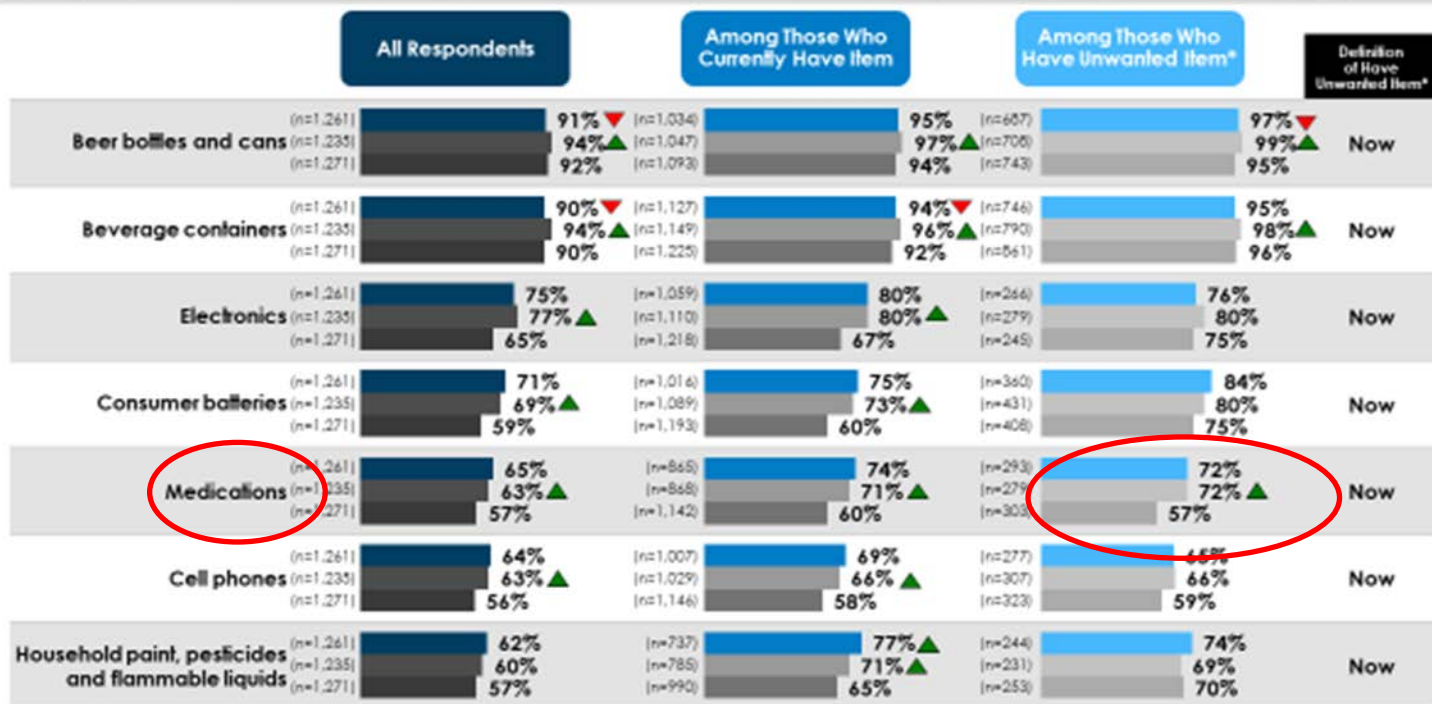 All Respondents
Among Those Who
Currently Have Item
Among Those Who
Have Unwanted Item*
Definition
of Have
Unwanted Item*
Beer bottles and cans
(n=1,261) 91% (n=1,034) 95% (n=687) 97%
(n=1,235) 94% (n=1,047) 97% (n=708) 99% Now
(n=1,271) 92% (n=1,093) 94% (n=743) 95%
Beverage containers
(n=1,261) 90% (n=1,127) 94% (n=746) 95%
(n=1,235) 94% (n=1,149) 96% (n=790) 98% Now
(n=1,271) 90% (n=1,225) 92% (n=861) 96%
Electronics
(n=1,261) 75% (n=1,059) 80% (n=266) 76%
(n=1,235) 77% (n=1,110) 80% (n=279) 80% Now
(n=1,271) 65% (n=1,218) 67% (n=245) 75%
Consumer batteries
(n=1,261) 71% (n=1,016) 75% (n=360) 84%
(n=1,235) 69% (n=1,089) 73% (n=431) 80% Now
(n=1,271) 59% (n=1,193) 60% (n=408) 75%
Medications
(n=1,261) 65% (n=865) 74% (n=293) 72%
(n=1,235) 63% (n=868) 71% (n=279) 72% Now
(n=1,271) 57% (n=1,142) 60% (n=303) 57%
Cell phones
(n=1,261) 64% (n=1,007) 69% (n=277) 65%
(n=1,235) 63% (n=1,029) 66% (n=307) 66% Now
(n=1,271) 56% (n=1,146) 58% (n=323) 59%
Household paint, pesticides
and flammable liquids
(n=1,261) 62% (n=737) 77% (n=244) 74%
(n=1,235) 60% (n=785) 71% (n=231) 69% Now
(n=1,271) 57% (n=990) 65% (n=253) 70%